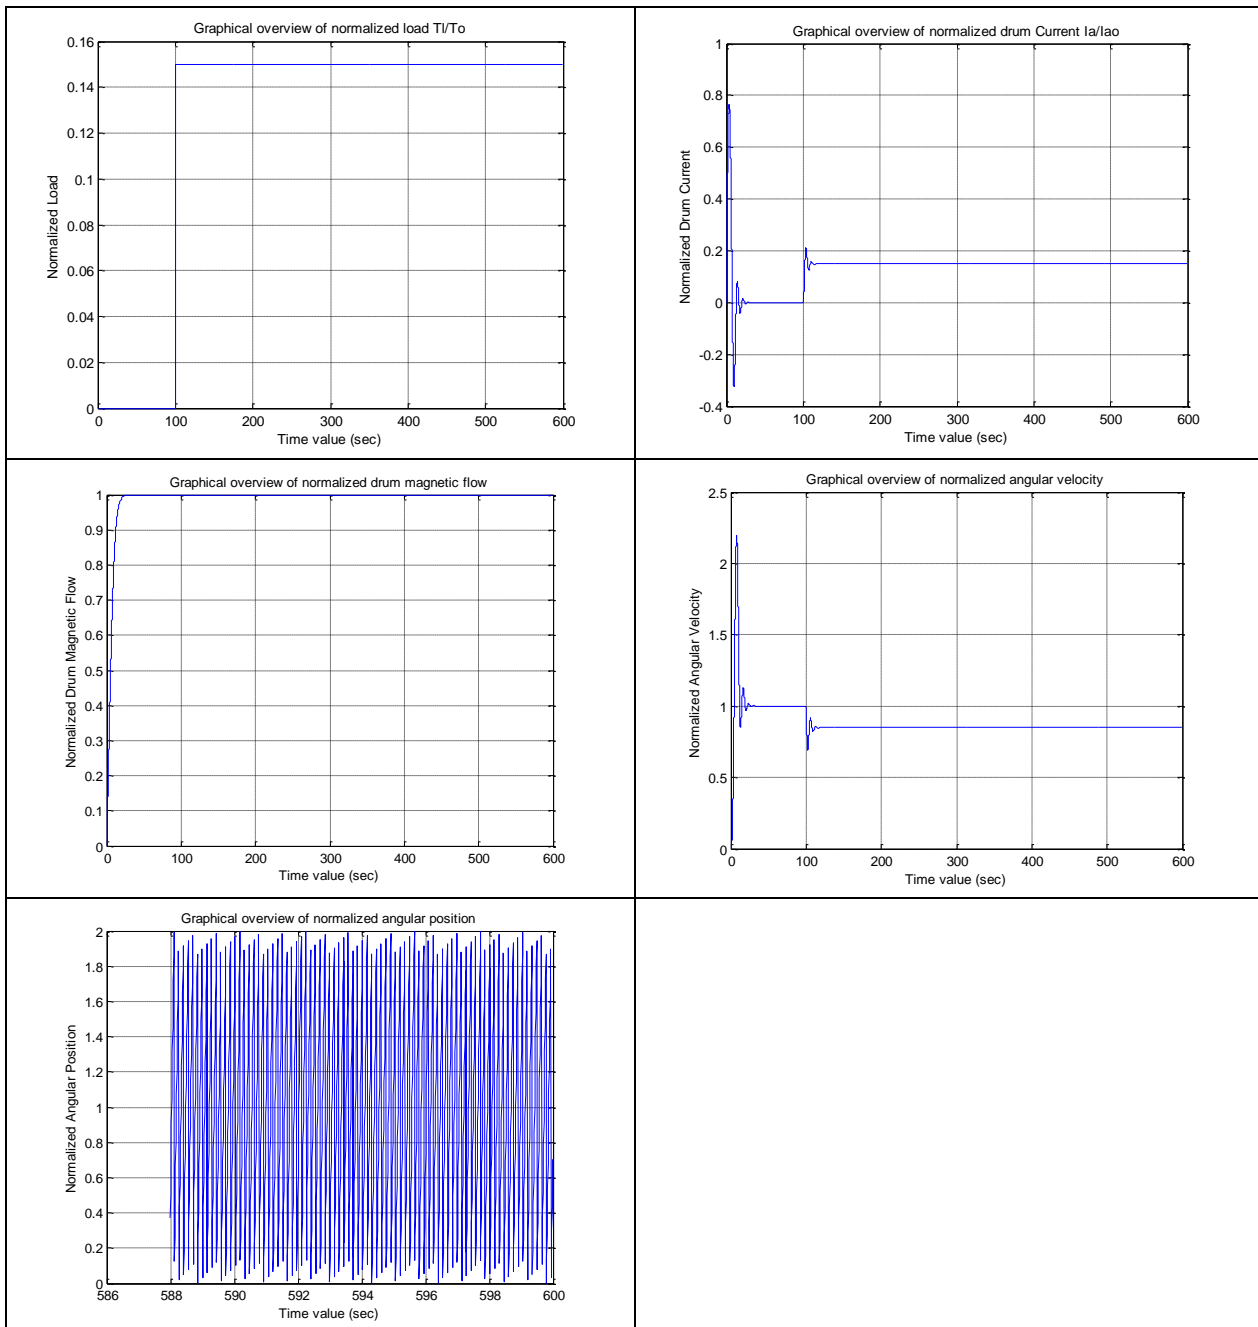 Graphical overview of normalized load Tl/To
0.16
0.14
0.12
0.1
0.08
0.06
0.04
0.02
0
Normalized Load
0 100 200 300 400 500 600
Time value (sec)
Graphical overview of normalized drum Current Ia/Iao
1
0.8
0.6
0.4
0.2
0
-0.2
-0.4
Normalized Drum Current
0 100 200 300 400 500 600
Time value (sec)
Graphical overview of normalized drum magnetic flow
1
0.9
0.8
0.7
0.6
0.5
0.4
0.3
0.2
0.1
0
Normalized Drum Magnetic Flow
0 100 200 300 400 500 600
Time value (sec)
Graphical overview of normalized angular velocity
2.5
2
1.5
1
0.5
0
Normalized Angular Velocity
0 100 200 300 400 500 600
Time value (sec)
Graphical overview of normalized angular position
2
1.8
1.6
1.4
1.2
1
0.8
0.6
0.4
0.2
0
Normalized Angular Position
586 588 590 592 594 596 598 600
Time value (sec)